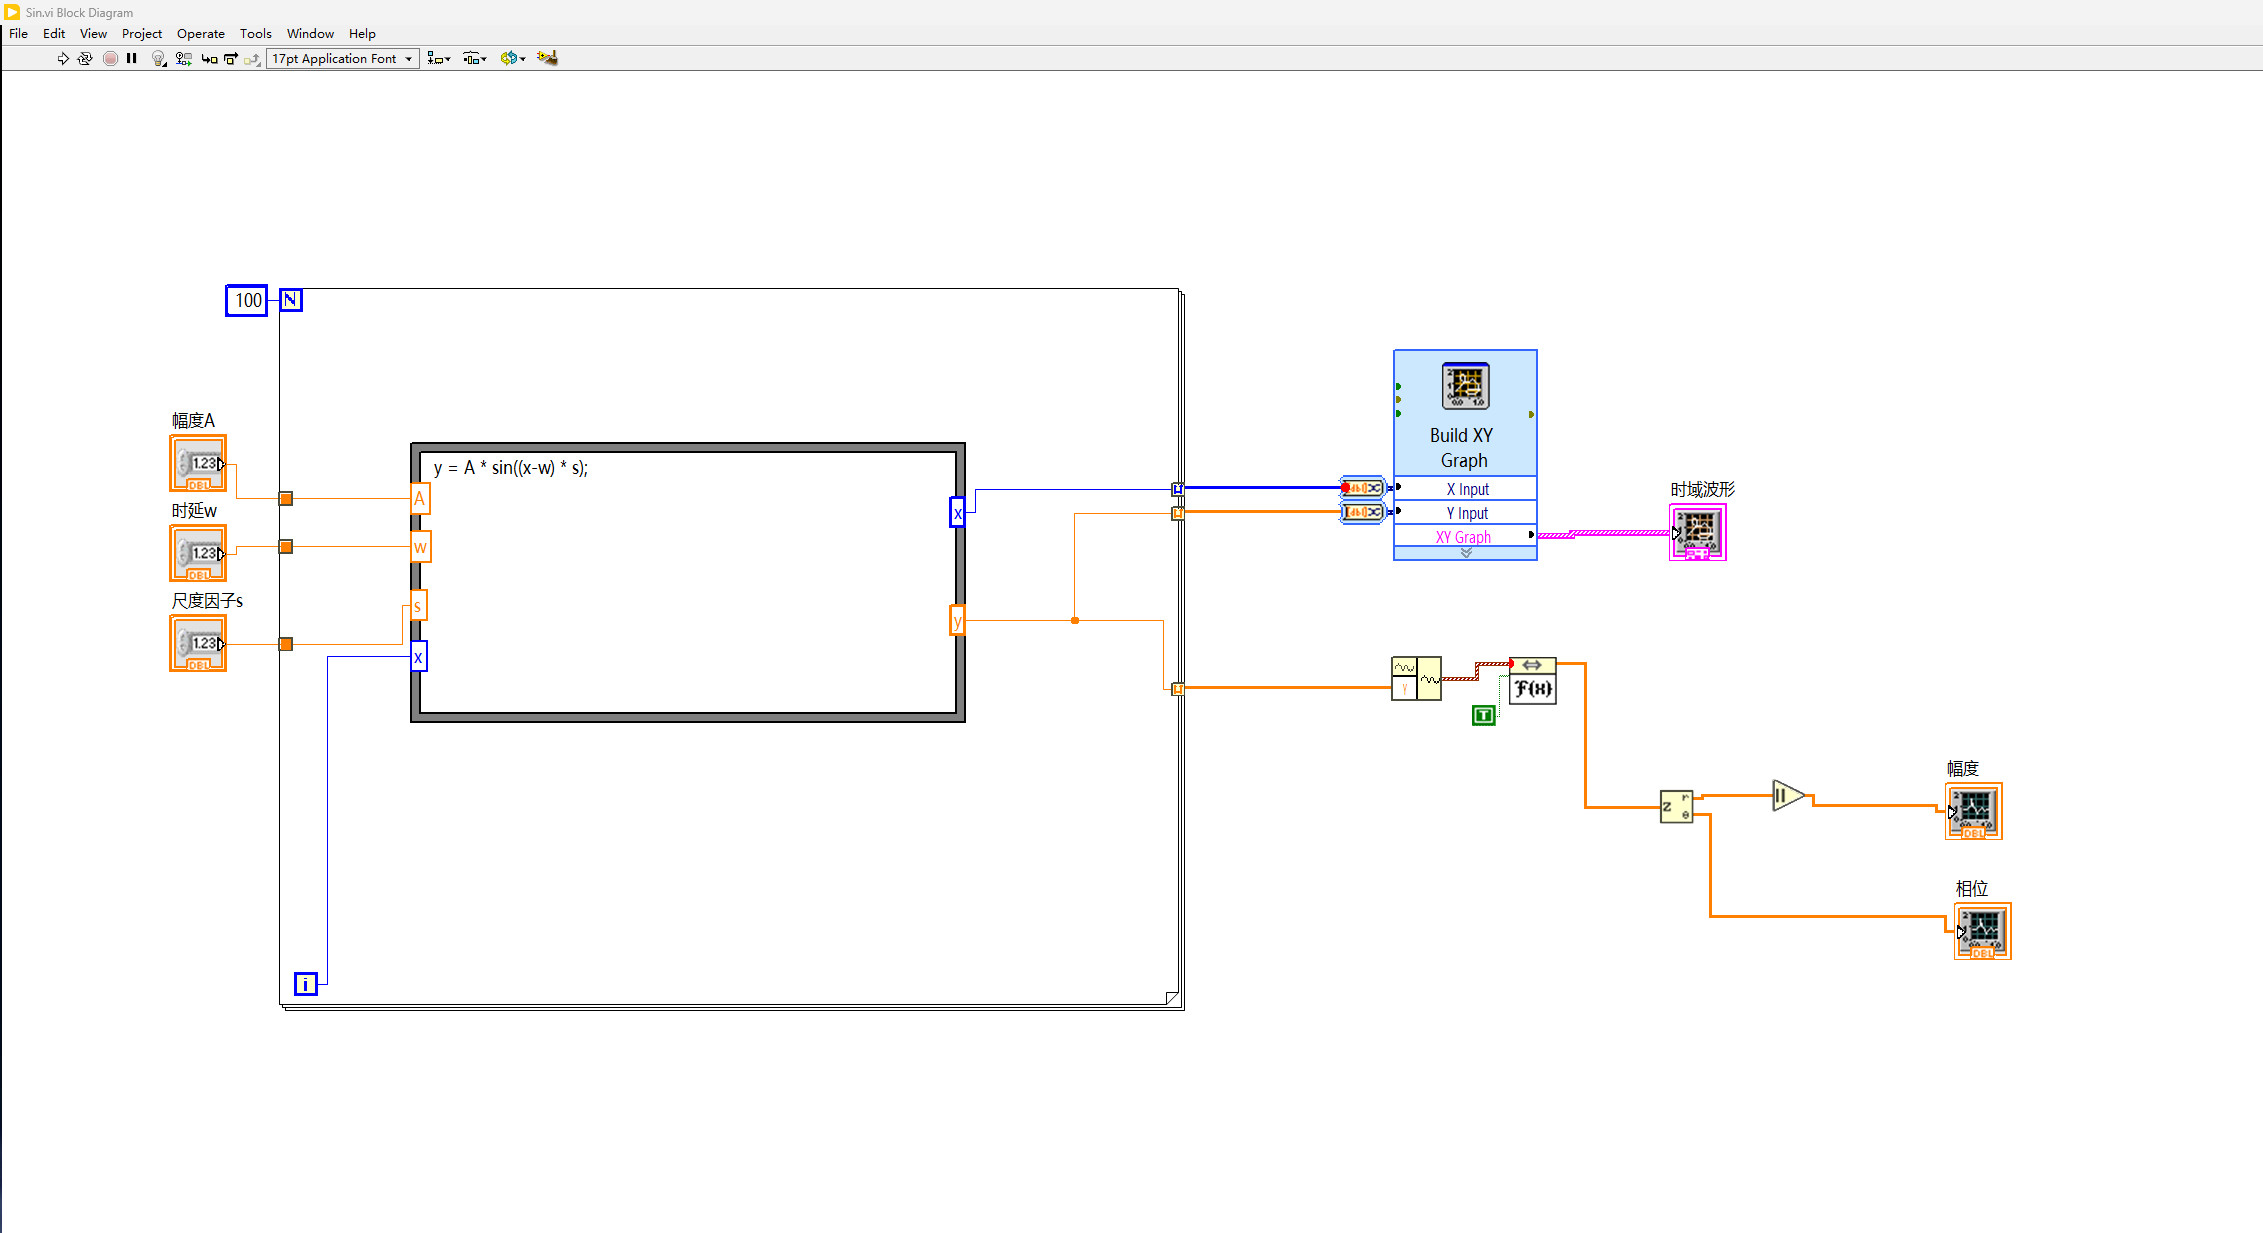 Sin.vi Block Diagram
File Edit View Project Operate Tools Window Help
17pt Application Font
100
N
幅度A
1.23
DBL
时延w
1.23
DBL
尺度因子s
1.23
DBL
y = A * sin((x-w) * s);
A
w
s
x
x
y
i
Build XY
Graph
X Input
Y Input
XY Graph
时域波形
Y
T
F(x)
z r θ
幅度
DBL
相位
DBL